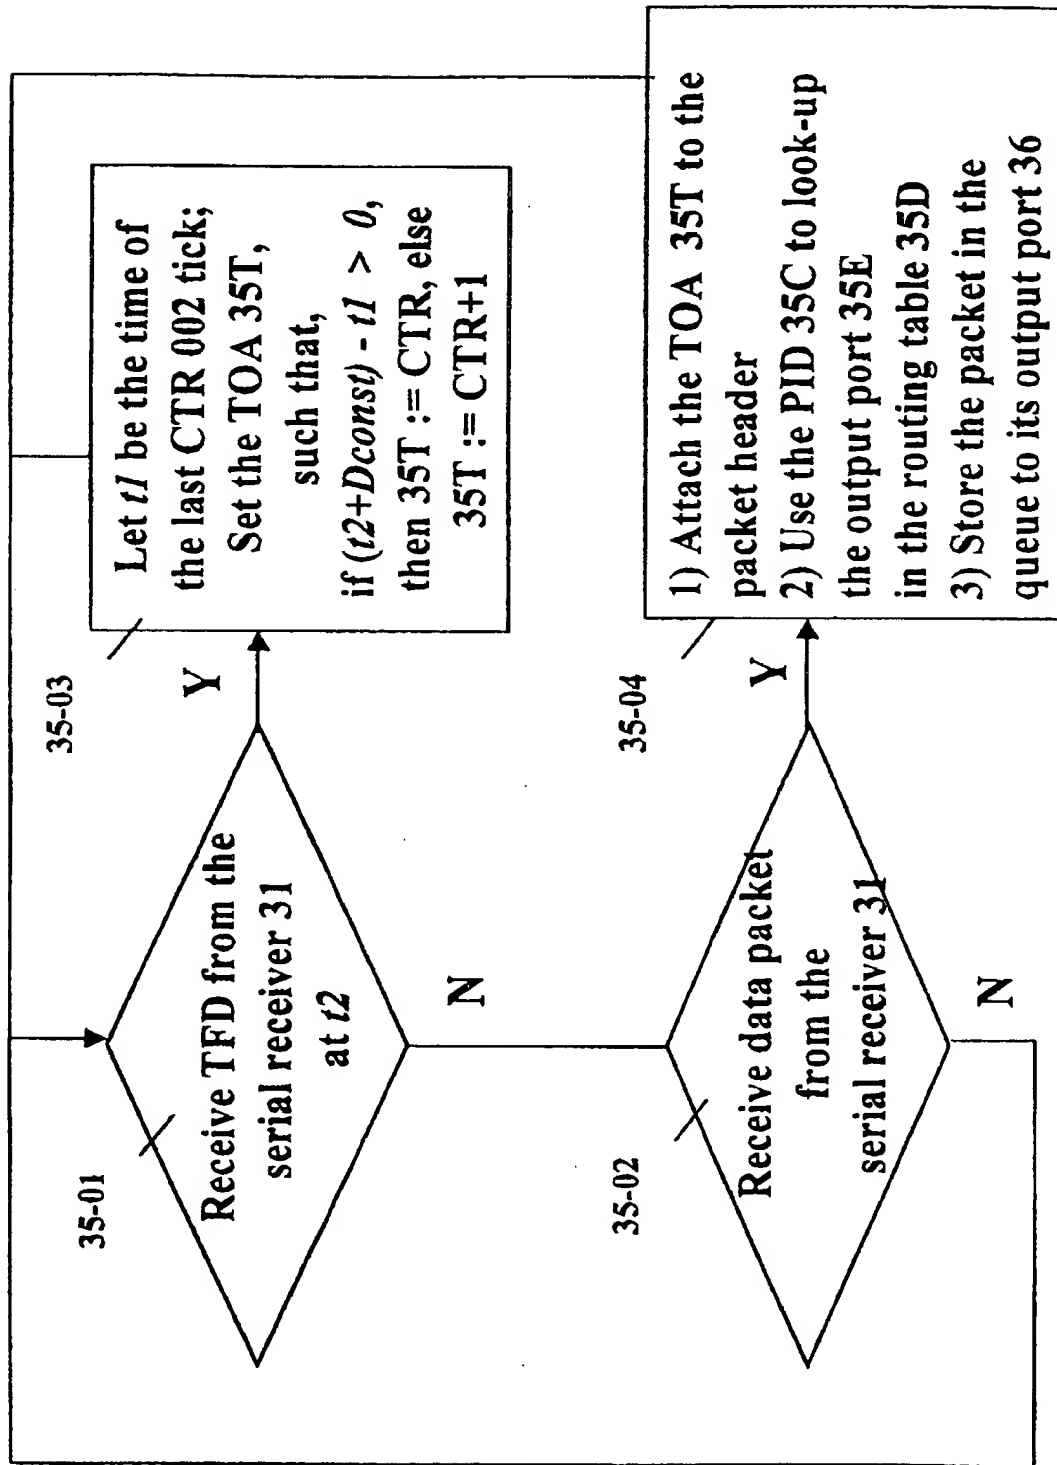 35-01
Receive TFD from the
serial receiver 31
at t2
Y
N
35-03
Let t1 be the time of
the last CTR 002 tick;
Set the TOA 35T,
such that,
if (t2+Dconst) - t1 > 0,
then 35T := CTR, else
35T := CTR+1
35-02
Receive data packet
from the
serial receiver 31
Y
N
35-04
1) Attach the TOA 35T to the
packet header
2) Use the PID 35C to look-up
the output port 35E
in the routing table 35D
3) Store the packet in the
queue to its output port 36